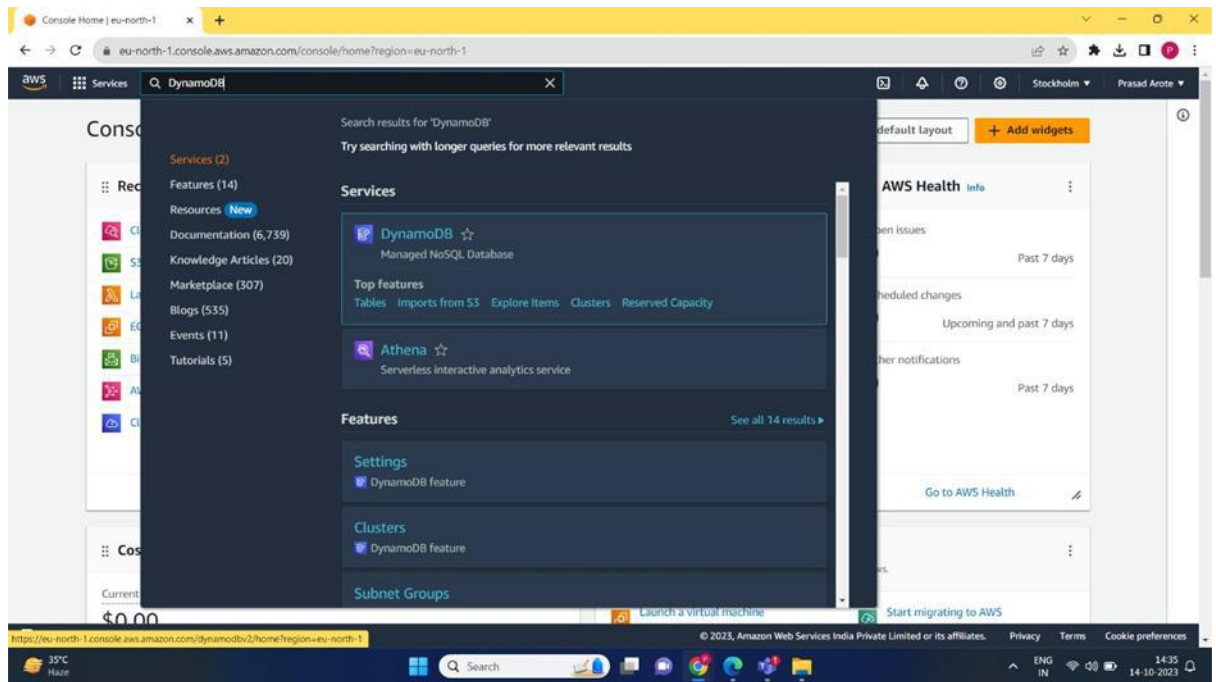 Console Home | eu-north-1
eu-north-1.console.aws.amazon.com/console/home?region=eu-north-1
P
aws
Services
DynamoDB
Stockholm
Prasad Arote
Search results for 'DynamoDB'
Try searching with longer queries for more relevant results
default layout
Add widgets
Services (2)
Features (14)
Resources New
Documentation (6,739)
Knowledge Articles (20)
Marketplace (307)
Blogs (535)
Events (11)
Tutorials (5)
Services
DynamoDB
Managed NoSQL Database
Top features
Tables Imports from S3 Explore Items Clusters Reserved Capacity
Athena
Serverless interactive analytics service
Features
See all 14 results
Settings
DynamoDB feature
Clusters
DynamoDB feature
Subnet Groups
AWS Health Info
Past 7 days
Upcoming and past 7 days
Past 7 days
Go to AWS Health
Current
$0.00
Launch a virtual machine
Start migrating to AWS
https://eu-north-1.console.aws.amazon.com/dynamodbv2/home?region=eu-north-1
© 2023, Amazon Web Services India Private Limited or its affiliates.
Privacy Terms Cookie preferences
35°C
Haze
Search
ENG
IN
14:35
14-10-2023